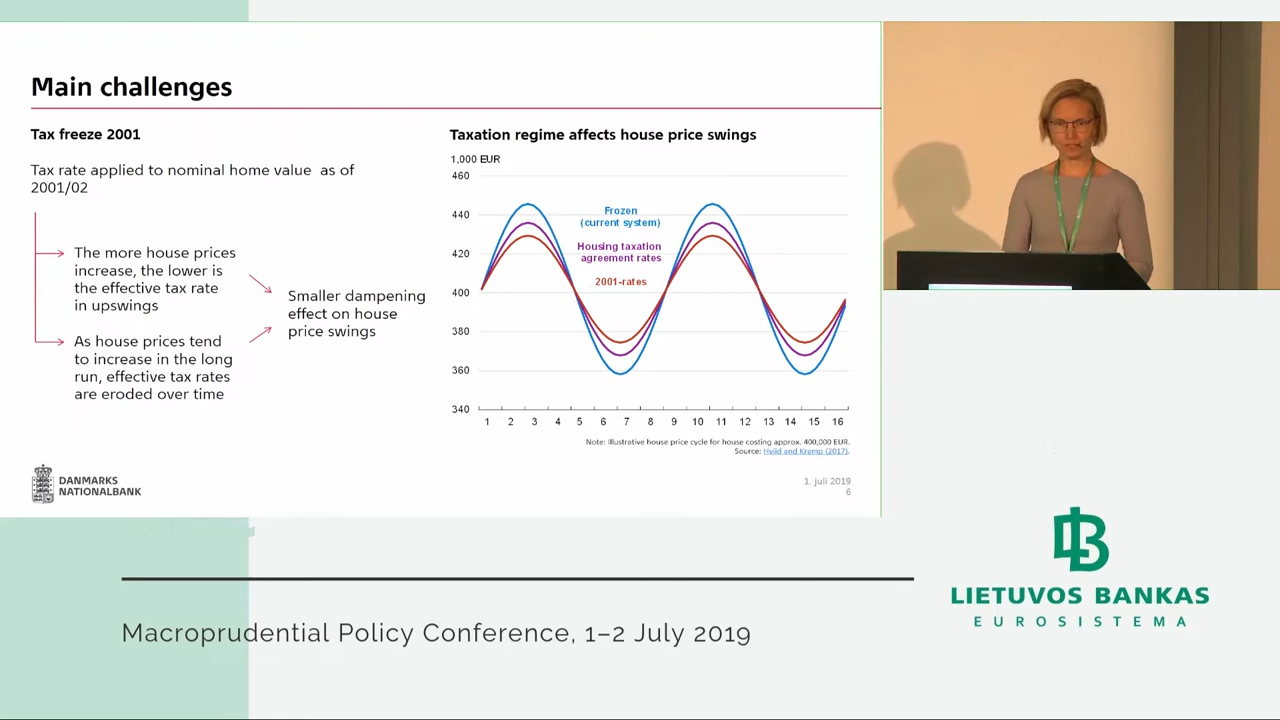 Main challenges
Tax freeze 2001
Tax rate applied to nominal home value as of
2001/02
The more house prices
increase, the lower is
the effective tax rate
in upswings
As house prices tend
to increase in the long
run, effective tax rates
are eroded over time
Smaller dampening
effect on house
price swings
Taxation regime affects house price swings
1,000 EUR
460
440
420
400
380
360
340
Frozen
(current system)
Housing taxation
agreement rates
2001-rates
1 2 3 4 5 6 7 8 9 10 11 12 13 14 15 16
Note: Illustrative house price cycle for house costing approx. 400,000 EUR.
Source: Hviid and Kramp (2017).
DANMARKS
NATIONALBANK
1. juli 2019
6
LIETUVOS BANKAS
EUROSISTEMA
Macroprudential Policy Conference, 1–2 July 2019